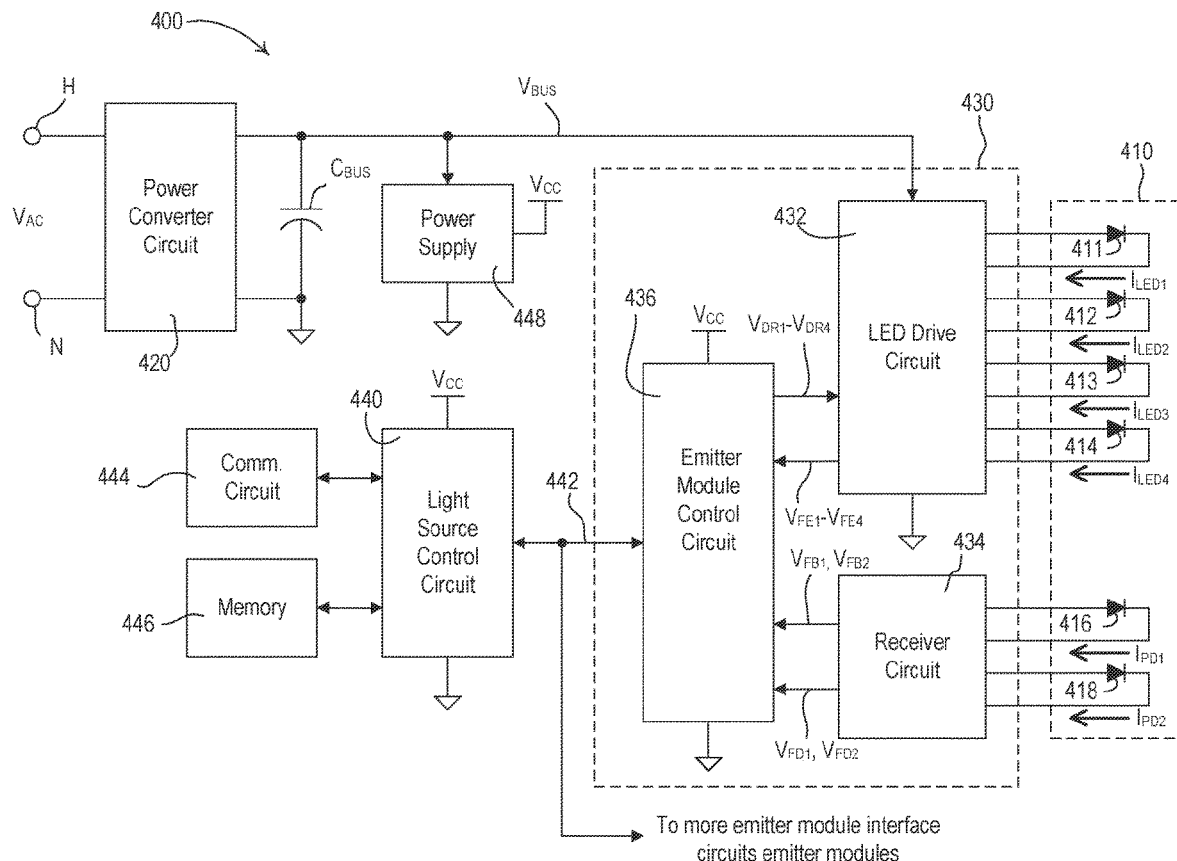 400
H
VBUS
430
410
Power
Converter
Circuit
CBUS
VAC
Power
Supply
VCC
448
N
420
432
LED Drive
Circuit
411
ILED1
412
ILED2
413
ILED3
414
ILED4
436
VCC
VDR1-VDR4
Emitter
Module
Control
Circuit
VFE1-VFE4
VCC
440
444
Comm.
Circuit
Light
Source
Control
Circuit
442
446
Memory
VFB1, VFB2
434
Receiver
Circuit
416
IPD1
418
IPD2
VFD1, VFD2
To more emitter module interface
circuits emitter modules